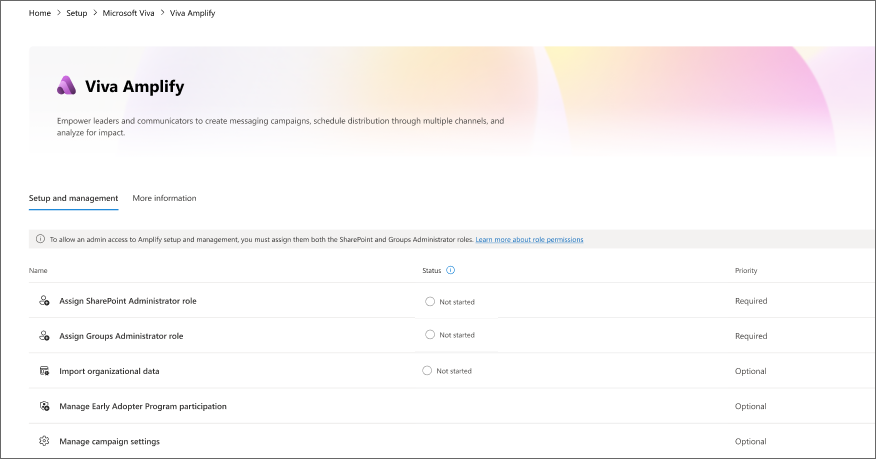 Home > Setup > Microsoft Viva > Viva Amplify
Viva Amplify
Empower leaders and communicators to create messaging campaigns, schedule distribution through multiple channels, and
analyze for impact.
Setup and management More information
To allow an admin access to Amplify setup and management, you must assign them both the SharePoint and Groups Administrator roles. Learn more about role permissions
Name Status Priority
Assign SharePoint Administrator role Not started Required
Assign Groups Administrator role Not started Required
Import organizational data Not started Optional
Manage Early Adopter Program participation Optional
Manage campaign settings Optional